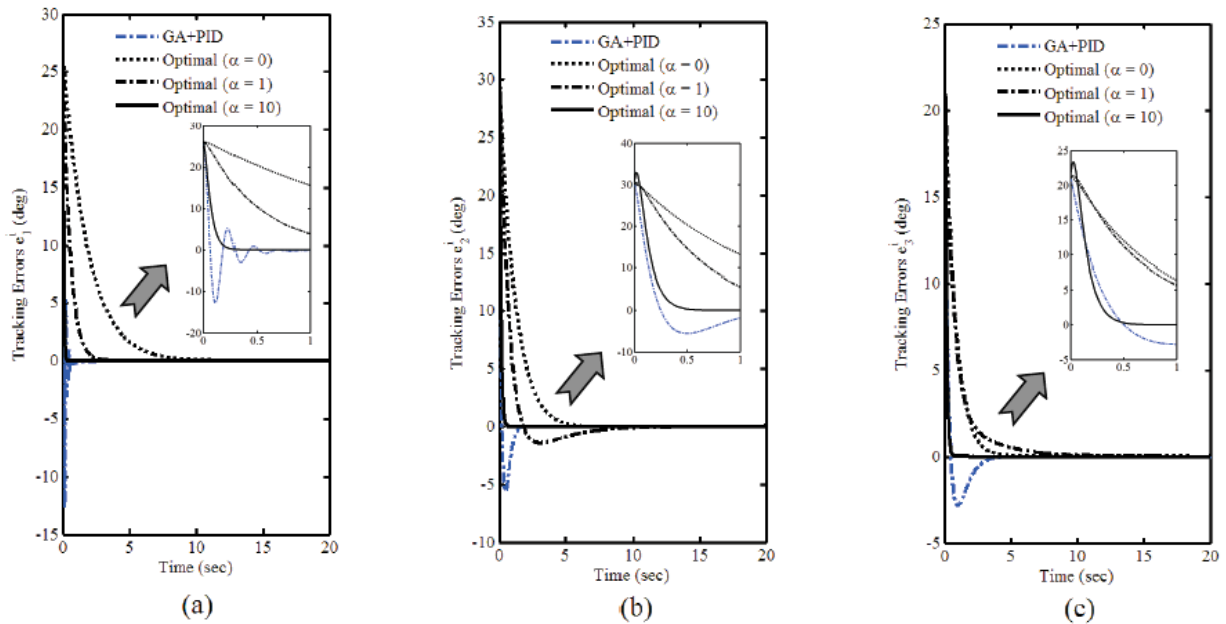 GA+PID
Optimal (α = 0)
Optimal (α = 1)
Optimal (α = 10)
Tracking Errors e₁ⁱ (deg)
30
25
20
15
10
5
0
-5
-10
-15
30
20
10
0
-10
-20
0
0.5
1
0 5 10 15 20
Time (sec)
(a)
GA+PID
Optimal (α = 0)
Optimal (α = 1)
Optimal (α = 10)
Tracking Errors e₂ⁱ (deg)
35
30
25
20
15
10
5
0
-5
-10
40
30
20
10
0
-10
0
0.5
1
0 5 10 15 20
Time (sec)
(b)
GA+PID
Optimal (α = 0)
Optimal (α = 1)
Optimal (α = 10)
Tracking Errors e₃ⁱ (deg)
25
20
15
10
5
0
-5
25
20
15
10
5
0
-5
0
0.5
1
0 5 10 15 20
Time (sec)
(c)